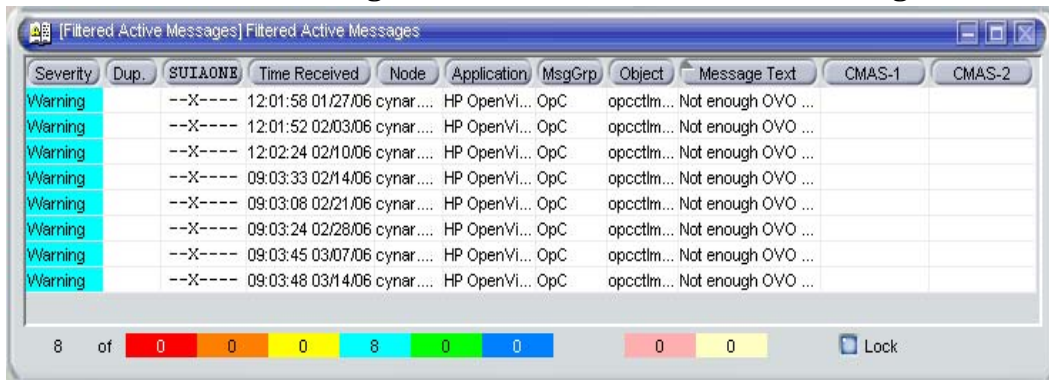 [Filtered Active Messages] Filtered Active Messages
Severity Dup. SUIAONE Time Received Node Application MsgGrp Object Message Text CMAS-1 CMAS-2
Warning --X---- 12:01:58 01/27/06 cynar.... HP OpenVi... OpC opcctlm... Not enough OVO ...
Warning --X---- 12:01:52 02/03/06 cynar.... HP OpenVi... OpC opcctlm... Not enough OVO ...
Warning --X---- 12:02:24 02/10/06 cynar.... HP OpenVi... OpC opcctlm... Not enough OVO ...
Warning --X---- 09:03:33 02/14/06 cynar.... HP OpenVi... OpC opcctlm... Not enough OVO ...
Warning --X---- 09:03:08 02/21/06 cynar.... HP OpenVi... OpC opcctlm... Not enough OVO ...
Warning --X---- 09:03:24 02/28/06 cynar.... HP OpenVi... OpC opcctlm... Not enough OVO ...
Warning --X---- 09:03:45 03/07/06 cynar.... HP OpenVi... OpC opcctlm... Not enough OVO ...
Warning --X---- 09:03:48 03/14/06 cynar.... HP OpenVi... OpC opcctlm... Not enough OVO ...
8 of 0 0 0 8 0 0 0 0 Lock